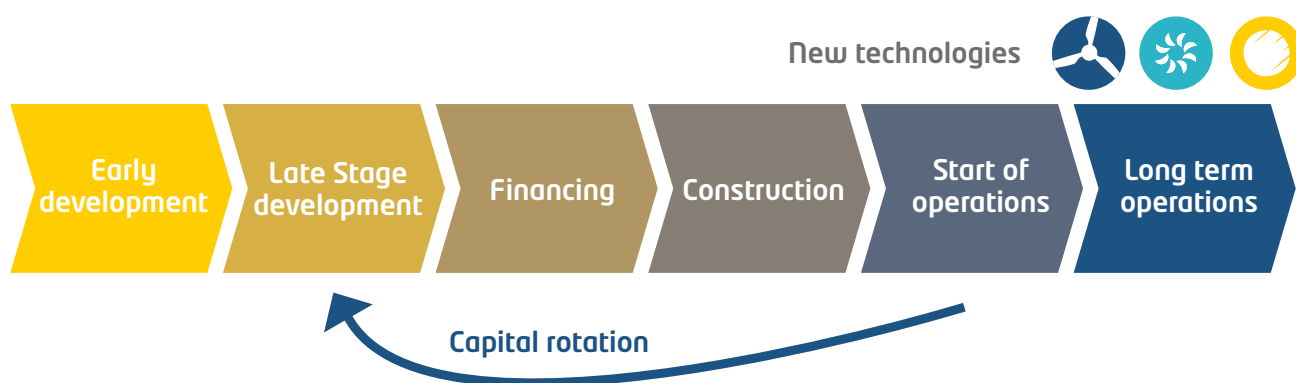 New technologies
Early
development
Late Stage
development
Financing
Construction
Start of
operations
Long term
operations
Capital rotation